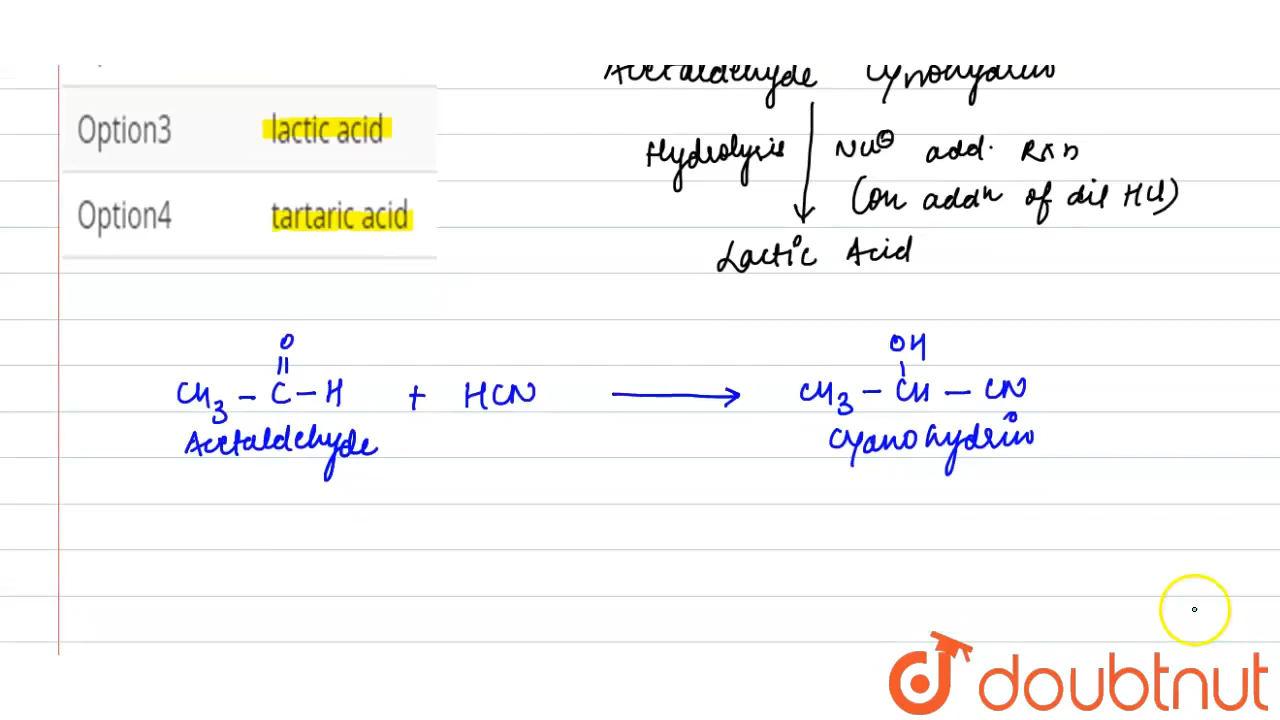 Acetaldehyde Cynohydrin
Option3 lactic acid
Hydrolysis Nu⊖ add. Rxn
(on addn of dil HCl)
Option4 tartaric acid
Lactic Acid
O
||
CH3 – C – H + HCN ⟶
Acetaldehyde
OH
|
CH3 – CH – CN
Cyanohydrin
doubtnut